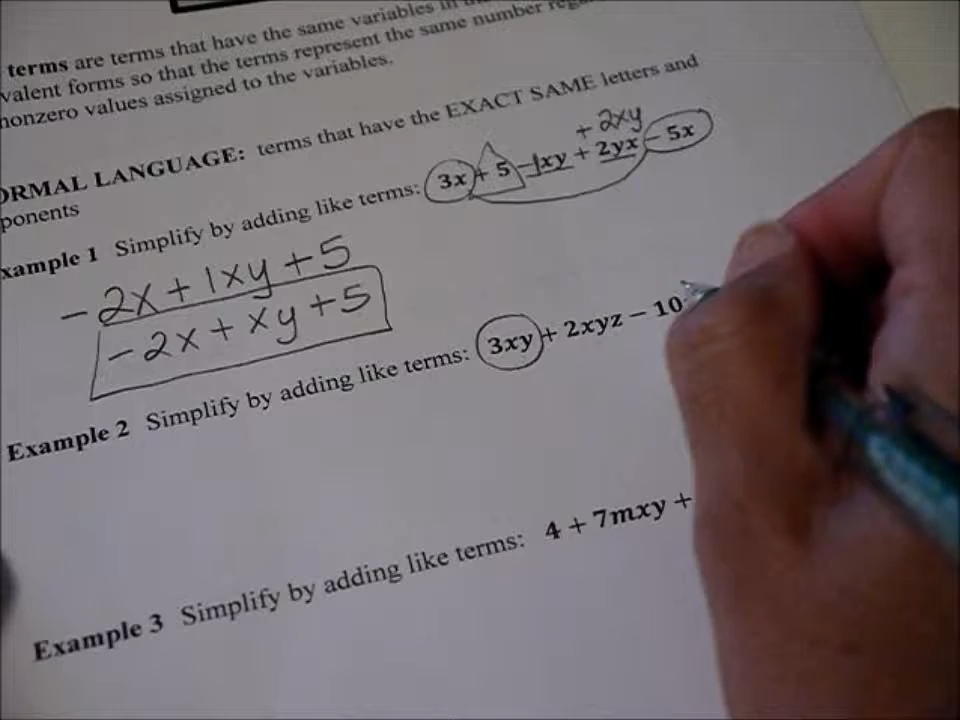 terms are terms that have the same variables in
valent forms so that the terms represent the same number
nonzero values assigned to the variables.
ORMAL LANGUAGE: terms that have the EXACT SAME letters and
ponents
+ 2xy
xample 1 Simplify by adding like terms: 3x + 5 - 1xy + 2yx - 5x
- 2x + 1xy + 5
- 2x + xy + 5
Example 2 Simplify by adding like terms: 3xy + 2xyz - 10
Example 3 Simplify by adding like terms: 4 + 7mxy +